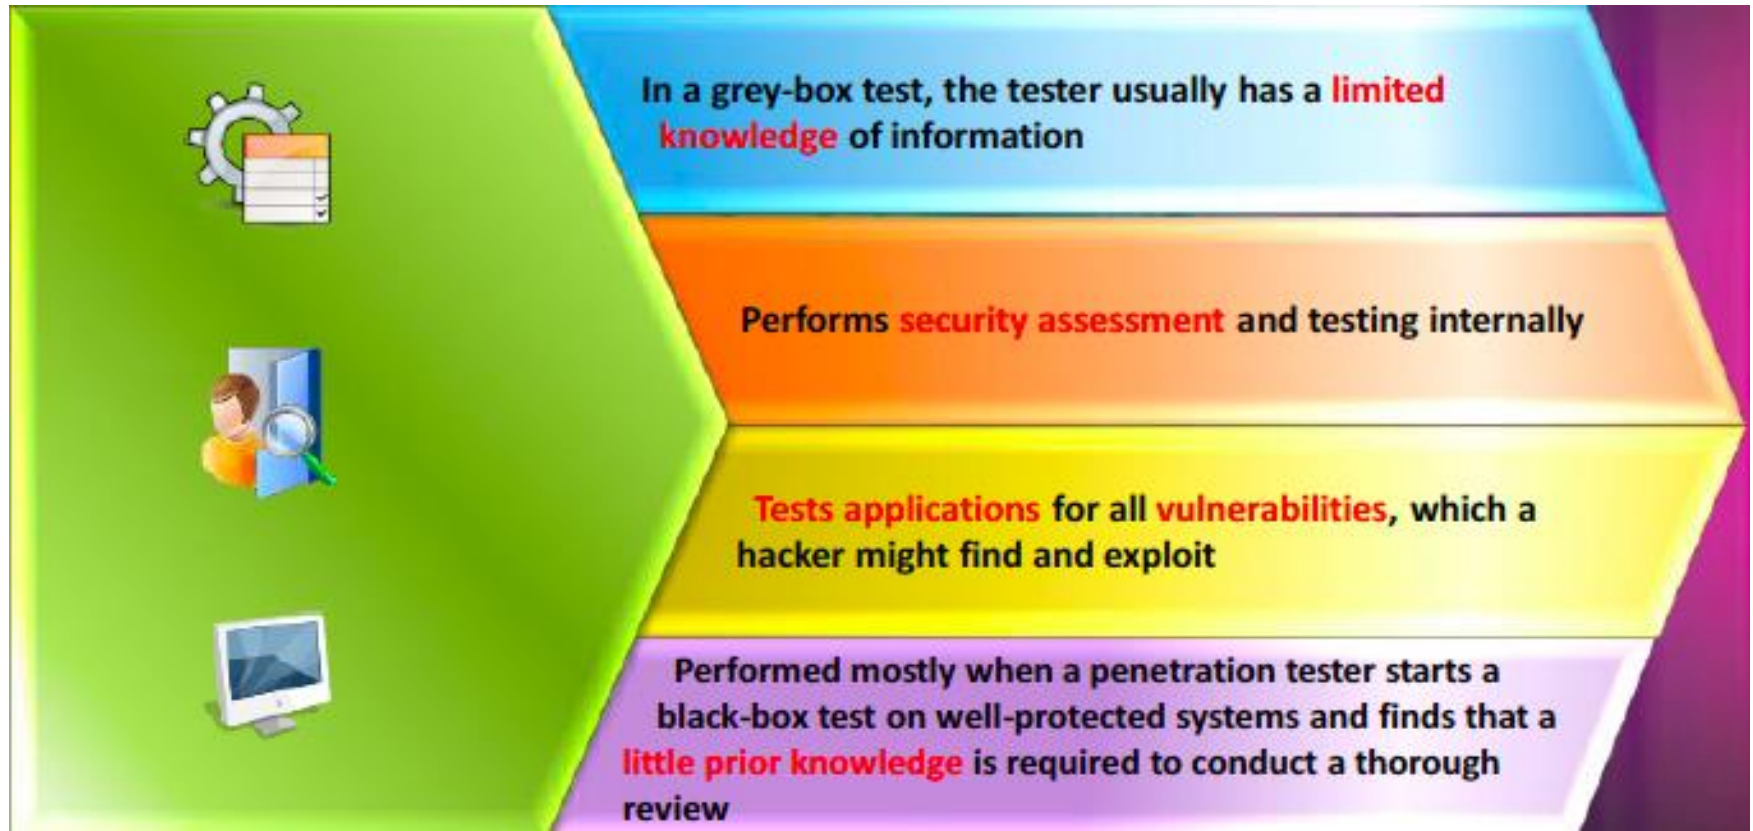 In a grey-box test, the tester usually has a limited
knowledge of information
Performs security assessment and testing internally
Tests applications for all vulnerabilities, which a
hacker might find and exploit
Performed mostly when a penetration tester starts a
black-box test on well-protected systems and finds that a
little prior knowledge is required to conduct a thorough
review